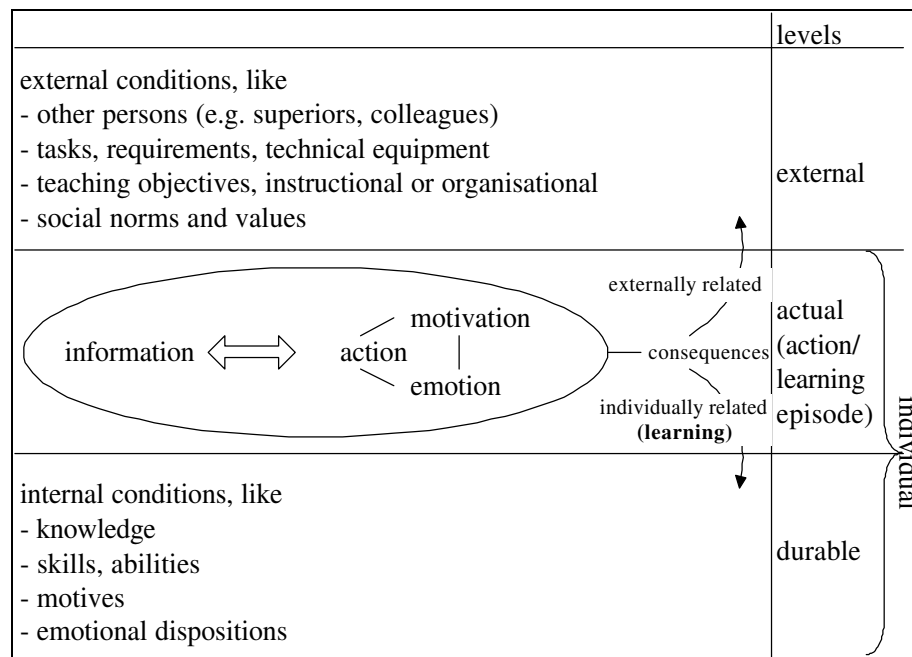 levels
external conditions, like
- other persons (e.g. superiors, colleagues)
- tasks, requirements, technical equipment
- teaching objectives, instructional or organisational
- social norms and values
external
information
action
motivation
emotion
externally related
consequences
individually related
(learning)
actual
(action/
learning
episode)
individual
internal conditions, like
- knowledge
- skills, abilities
- motives
- emotional dispositions
durable